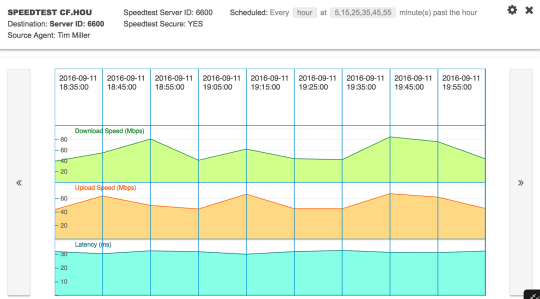 SPEEDTEST CF.HOU
Destination: Server ID: 6600
Source Agent: Tim Miller
Speedtest Server ID: 6600
Speedtest Secure: YES
Scheduled: Every hour at 5,15,25,35,45,55 minute(s) past the hour
«
»
2016-09-11 2016-09-11 2016-09-11 2016-09-11 2016-09-11 2016-09-11 2016-09-11 2016-09-11 2016-09-11
18:35:00 18:45:00 18:55:00 19:05:00 19:15:00 19:25:00 19:35:00 19:45:00 19:55:00
Download Speed (Mbps)
80
60
40
20
Upload Speed (Mbps)
60
40
20
Latency (ms)
30
20
10